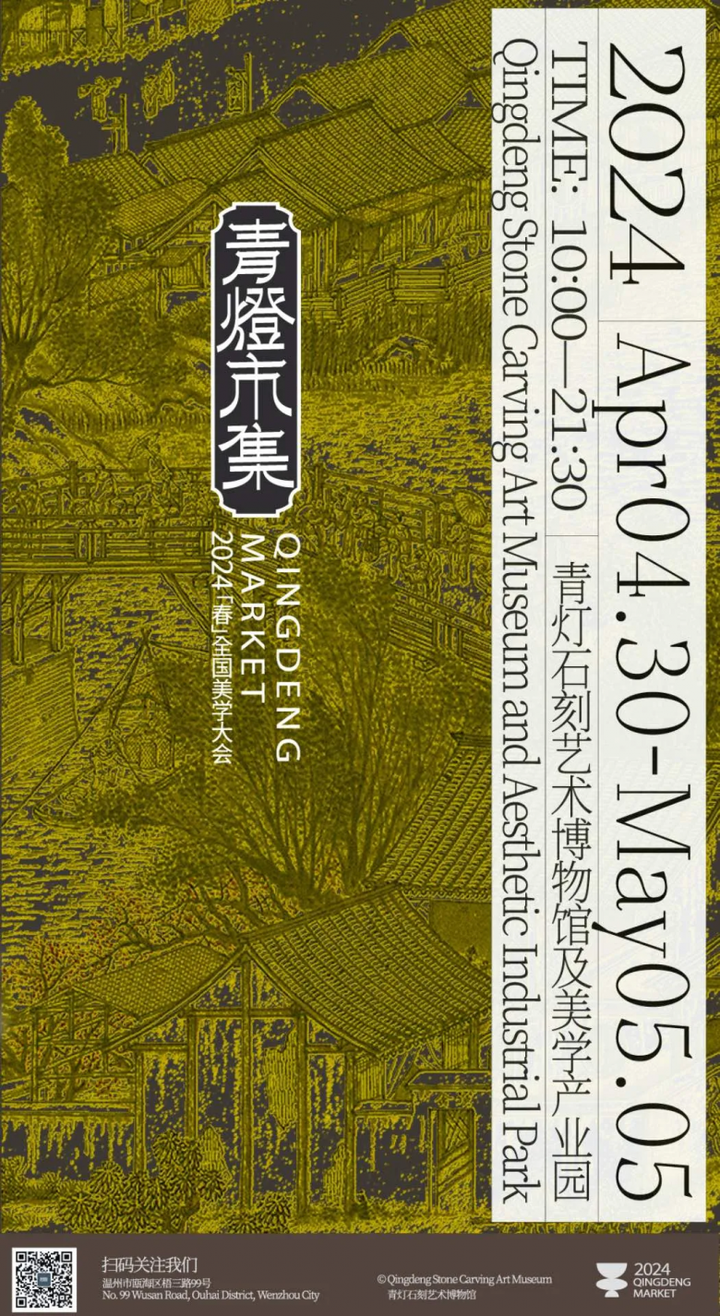 2024 Apr04.30-May05.05
TIME: 10:00—21:30 青灯石刻艺术博物馆及美学产业园
Qingdeng Stone Carving Art Museum and Aesthetic Industrial Park
青燈市集
QINGDENG
MARKET
2024「春」全国美学大会
扫码关注我们
温州市瓯海区梧三路99号
No. 99 Wusan Road, Ouhai District, Wenzhou City
©Qingdeng Stone Carving Art Museum
青灯石刻艺术博物馆
2024
QINGDENG
MARKET